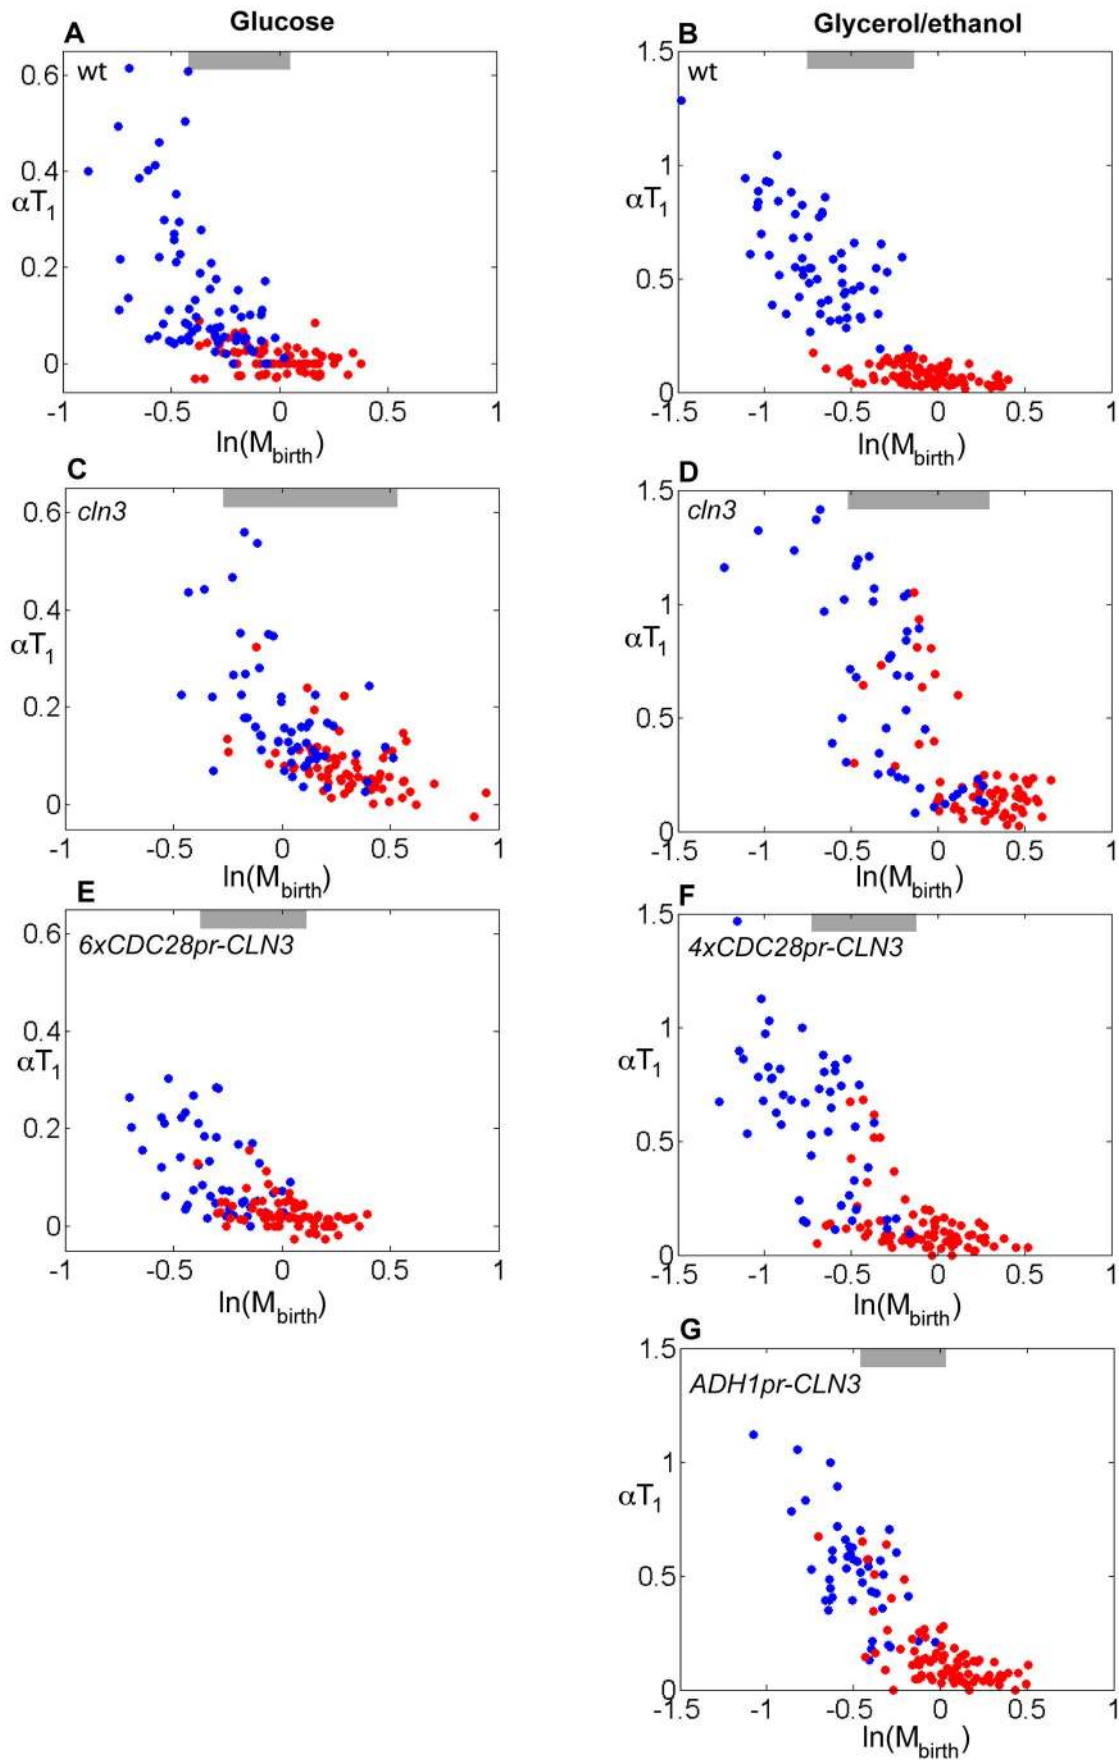 Glucose
Glycerol/ethanol
A
wt
0.6
0.4
αT1
0.2
0
-1
-0.5
0
0.5
1
ln(Mbirth)
B
wt
1.5
1
αT1
0.5
0
-1.5
-1
-0.5
0
0.5
1
ln(Mbirth)
C
cln3
0.6
0.4
αT1
0.2
0
-1
-0.5
0
0.5
1
ln(Mbirth)
D
cln3
1.5
1
αT1
0.5
0
-1.5
-1
-0.5
0
0.5
1
ln(Mbirth)
E
6xCDC28pr-CLN3
0.6
0.4
αT1
0.2
0
-1
-0.5
0
0.5
1
ln(Mbirth)
F
4xCDC28pr-CLN3
1.5
1
αT1
0.5
0
-1.5
-1
-0.5
0
0.5
1
ln(Mbirth)
G
ADH1pr-CLN3
1.5
1
αT1
0.5
0
-1.5
-1
-0.5
0
0.5
1
ln(Mbirth)